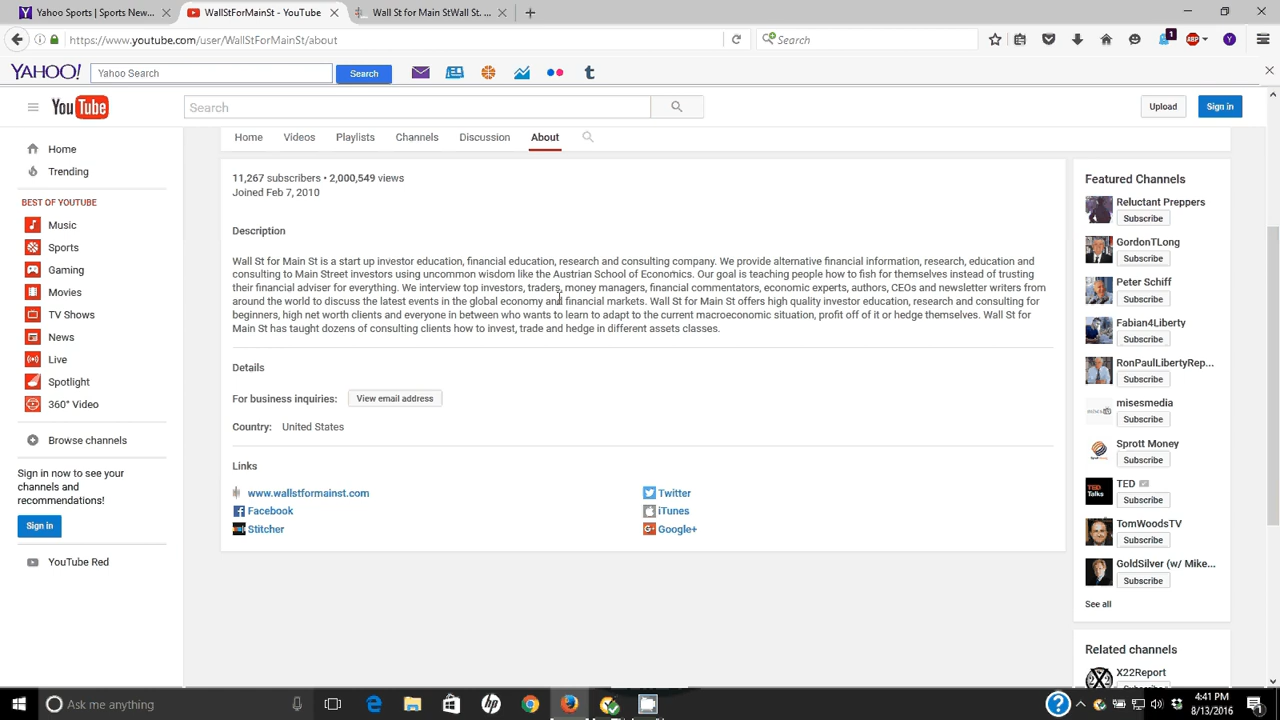 Yahoo Sports | Sports New...
WallStForMainSt - YouTube
Wall St for Main StWall St. ...
https://www.youtube.com/user/WallStForMainSt/about
Search
1
ABP
Y
YAHOO!
Yahoo Search
Search
t
YouTube
Search
Upload
Sign in
Home
Videos
Playlists
Channels
Discussion
About
Home
Trending
BEST OF YOUTUBE
Music
Sports
Gaming
Movies
TV Shows
News
Live
Spotlight
360° Video
Browse channels
Sign in now to see your
channels and
recommendations!
Sign in
YouTube Red
11,267 subscribers • 2,000,549 views
Joined Feb 7, 2010
Description
Wall St for Main St is a start up investor education, financial education, research and consulting company. We provide alternative financial information, research, education and
consulting to Main Street investors using uncommon wisdom like the Austrian School of Economics. Our goal is teaching people how to fish for themselves instead of trusting
their financial adviser for everything. We interview top investors, traders, money managers, financial commentators, economic experts, authors, CEOs and newsletter writers from
around the world to discuss the latest events in the global economy and financial markets. Wall St for Main St offers high quality investor education, research and consulting for
beginners, high net worth clients and everyone in between who wants to learn to adapt to the current macroeconomic situation, profit off of it or hedge themselves. Wall St for
Main St has taught dozens of consulting clients how to invest, trade and hedge in different assets classes.
Details
For business inquiries:
View email address
Country:
United States
Links
www.wallstformainst.com
Twitter
Facebook
iTunes
Stitcher
Google+
Featured Channels
Reluctant Preppers
Subscribe
GordonTLong
Subscribe
Peter Schiff
Subscribe
Fabian4Liberty
Subscribe
RonPaulLibertyRep...
Subscribe
misesmedia
Subscribe
Sprott Money
Subscribe
TED
Subscribe
TomWoodsTV
Subscribe
GoldSilver (w/ Mike...
Subscribe
See all
Related channels
X22Report
Subscribe
Ask me anything
4:41 PM
8/13/2016